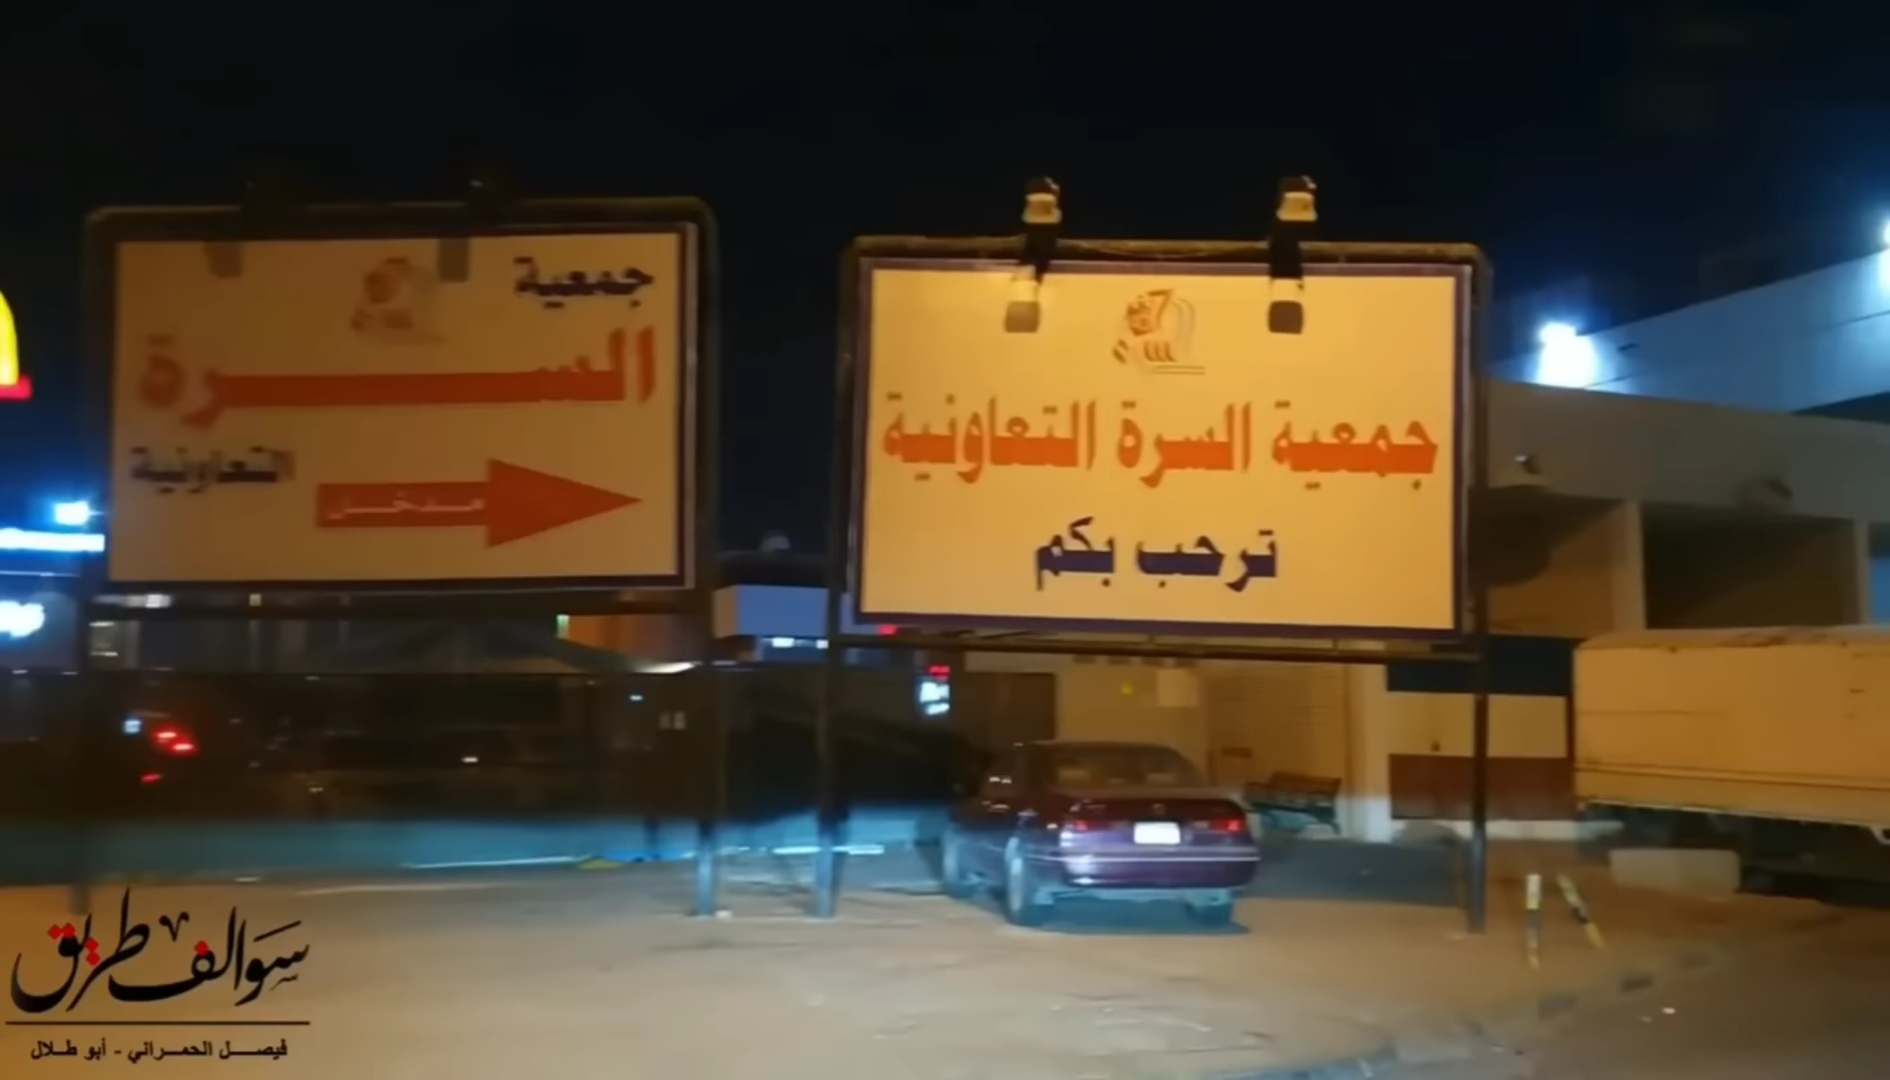 جمعية
السرة
التعاونية
مدخل
جمعية السرة التعاونية
ترحب بكم
سوالف طريق
فيصل الحمراني - أبو طلال